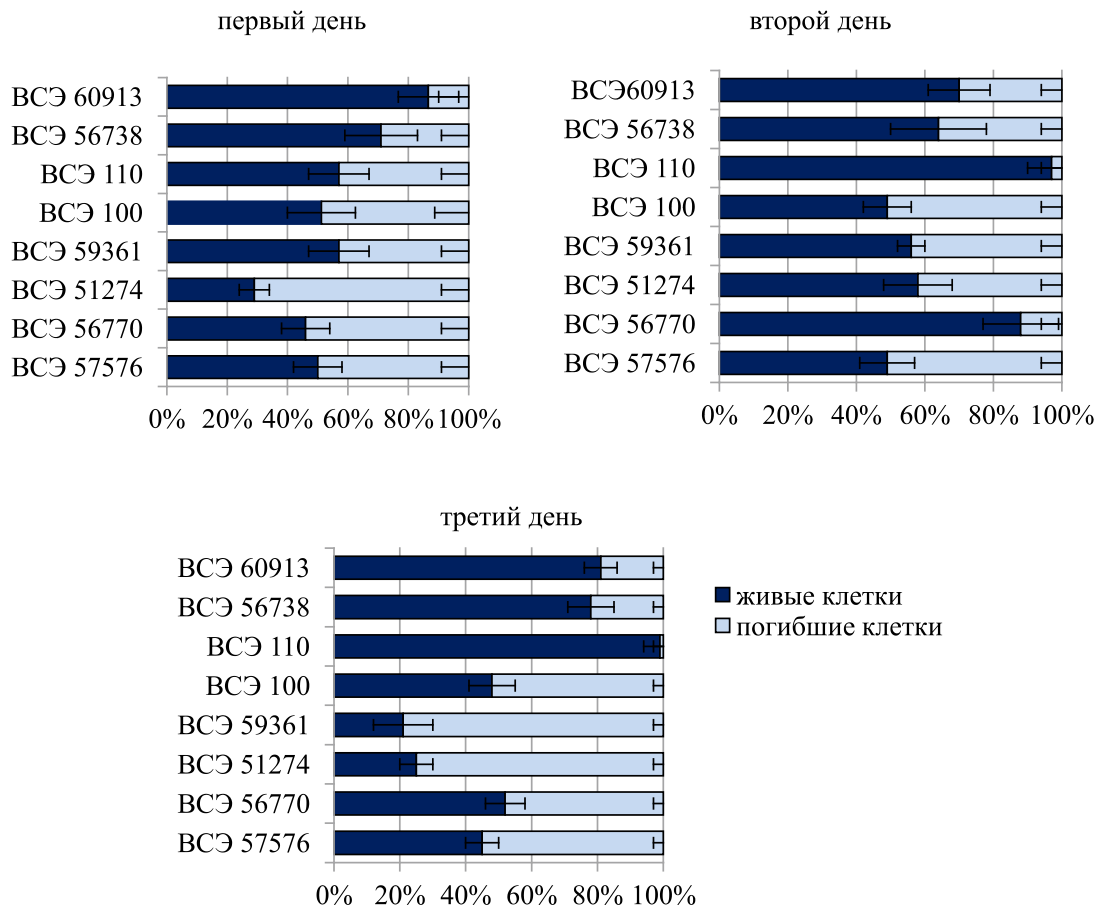 первый день
ВСЭ 60913
ВСЭ 56738
ВСЭ 110
ВСЭ 100
ВСЭ 59361
ВСЭ 51274
ВСЭ 56770
ВСЭ 57576
0% 20% 40% 60% 80% 100%
второй день
ВСЭ60913
ВСЭ 56738
ВСЭ 110
ВСЭ 100
ВСЭ 59361
ВСЭ 51274
ВСЭ 56770
ВСЭ 57576
0% 20% 40% 60% 80% 100%
третий день
ВСЭ 60913
ВСЭ 56738
ВСЭ 110
ВСЭ 100
ВСЭ 59361
ВСЭ 51274
ВСЭ 56770
ВСЭ 57576
0% 20% 40% 60% 80% 100%
живые клетки
погибшие клетки